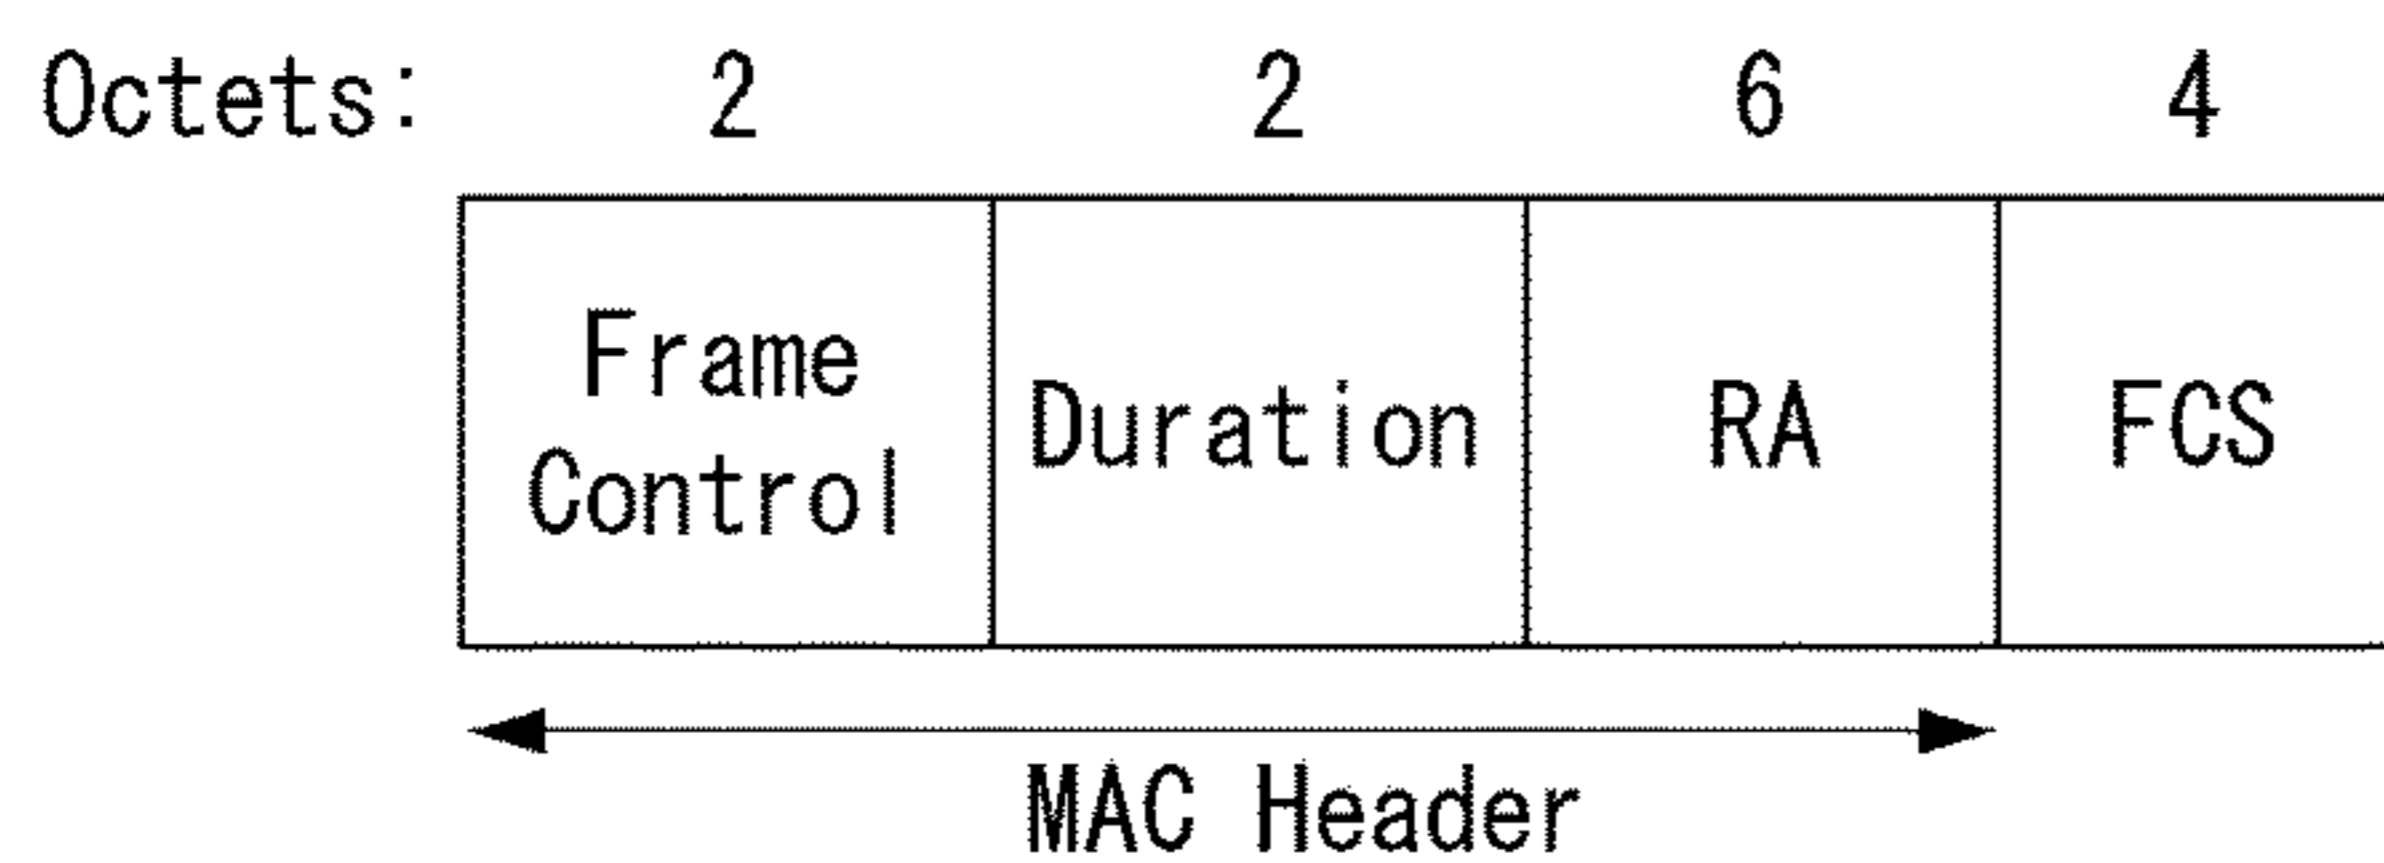 Octets: 2 2 6 4
Frame
Control
Duration
RA
FCS
MAC Header